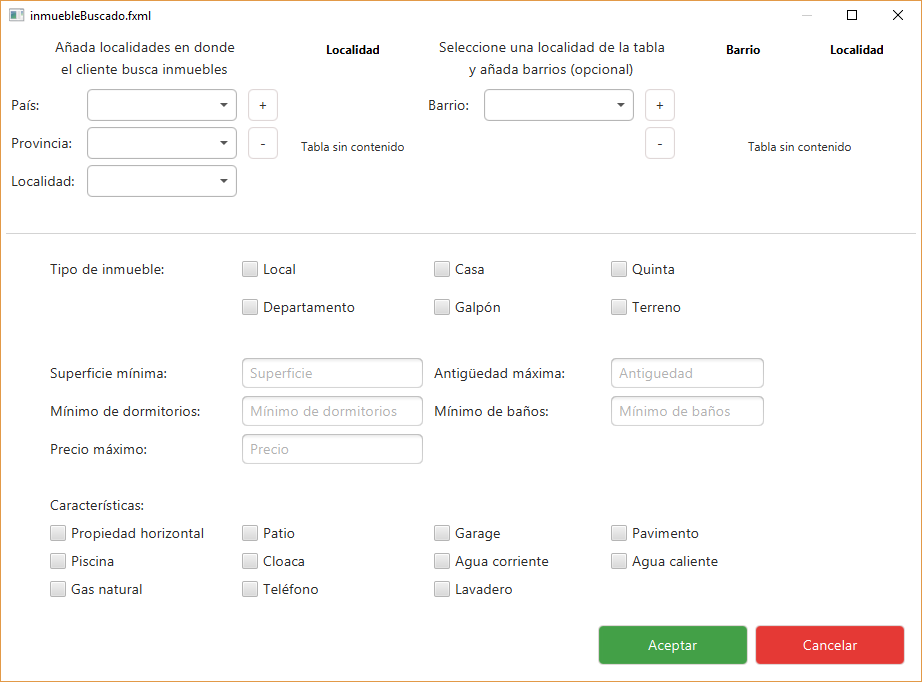 inmuebleBuscado.fxml
Añada localidades en donde
el cliente busca inmuebles
Localidad
Seleccione una localidad de la tabla
y añada barrios (opcional)
Barrio
Localidad
País:
+
Barrio:
+
Provincia:
-
Tabla sin contenido
-
Tabla sin contenido
Localidad:
Tipo de inmueble:
Local
Casa
Quinta
Departamento
Galpón
Terreno
Superficie mínima:
Superficie
Antigüedad máxima:
Antiguedad
Mínimo de dormitorios:
Mínimo de dormitorios
Mínimo de baños:
Mínimo de baños
Precio máximo:
Precio
Características:
Propiedad horizontal
Patio
Garage
Pavimento
Piscina
Cloaca
Agua corriente
Agua caliente
Gas natural
Teléfono
Lavadero
Aceptar
Cancelar